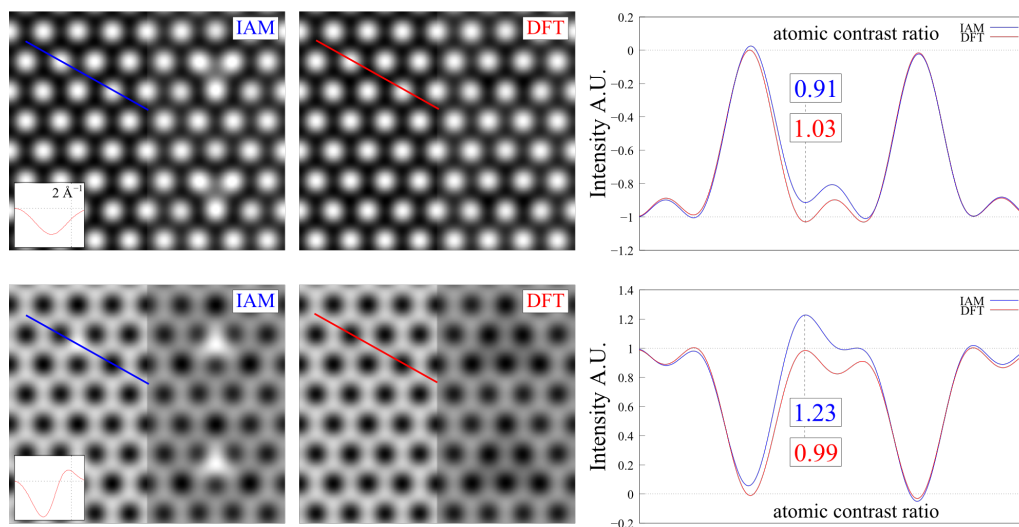 IAM
2 Å⁻¹
DFT
Intensity A.U.
0.2
0
−0.2
−0.4
−0.6
−0.8
−1
−1.2
atomic contrast ratio
IAM
DFT
0.91
1.03
IAM
DFT
Intensity A.U.
1.4
1.2
1
0.8
0.6
0.4
0.2
0
−0.2
IAM
DFT
1.23
0.99
atomic contrast ratio